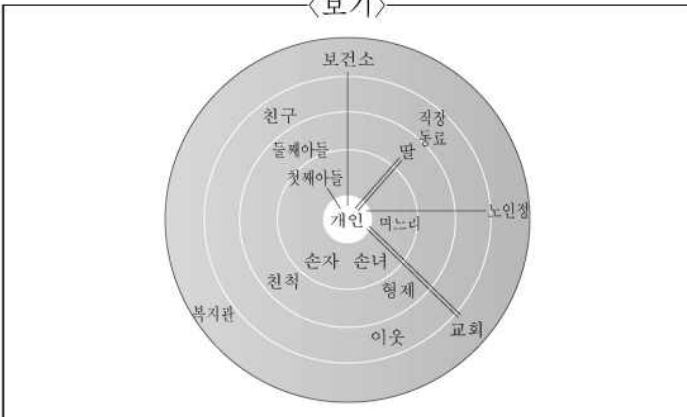 〈보기〉
보건소
친구
직장
동료
둘째아들
딸
첫째아들
개인
며느리
노인정
손자 손녀
친척
형제
복지관
이웃
교회